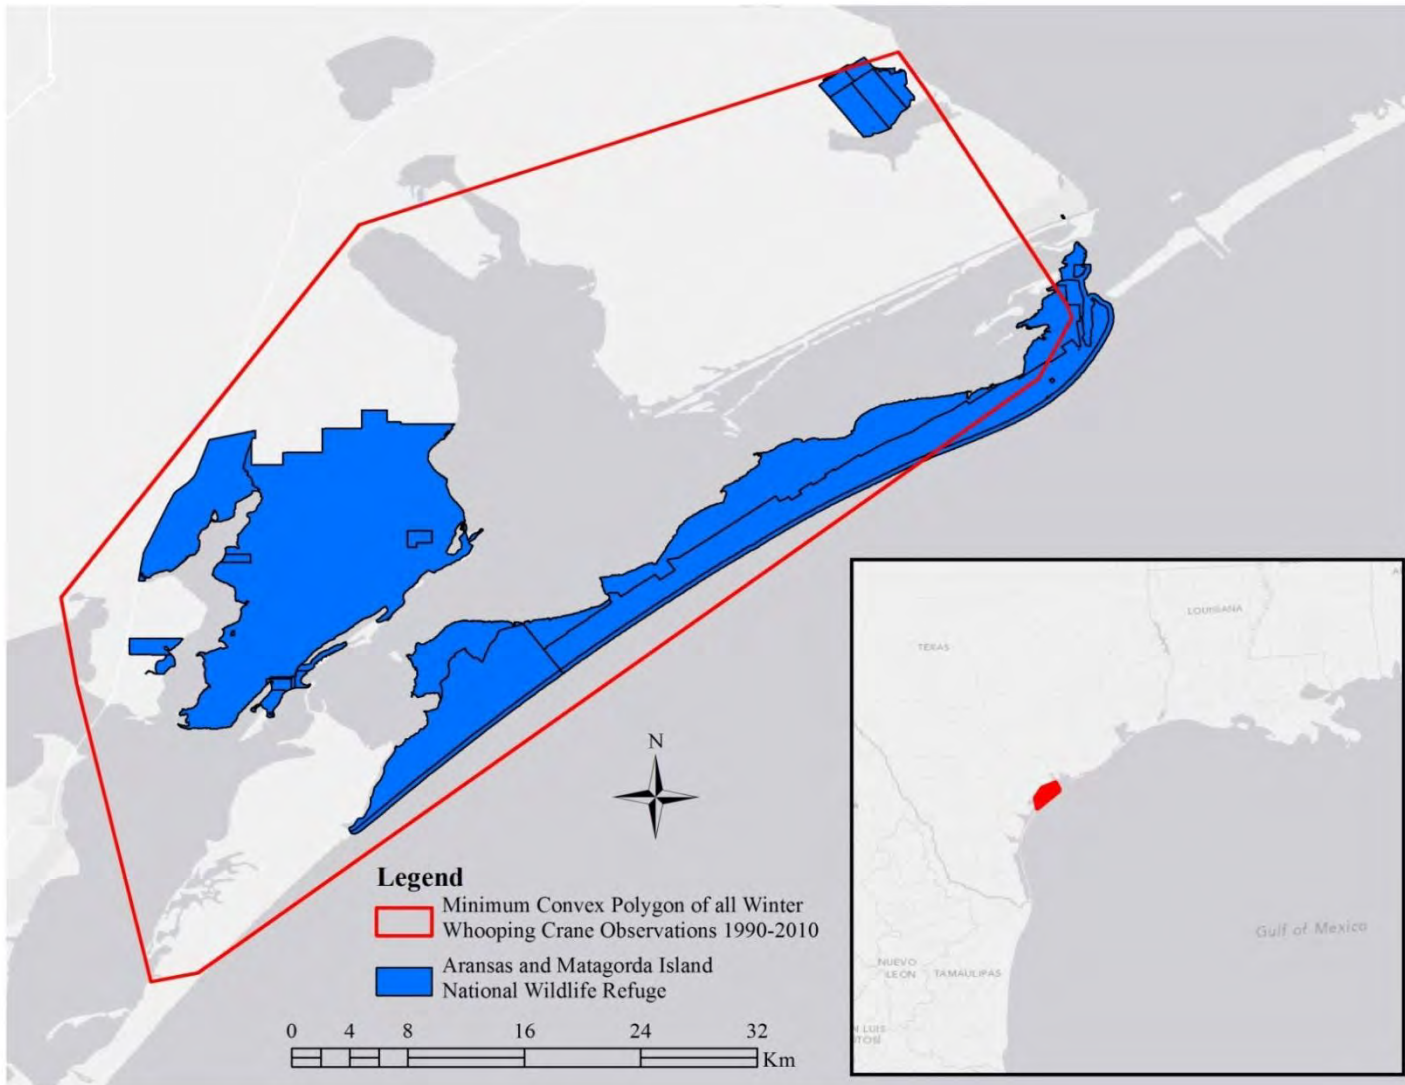 N
Legend
Minimum Convex Polygon of all Winter
Whooping Crane Observations 1990-2010
Aransas and Matagorda Island
National Wildlife Refuge
0 4 8 16 24 32
Km
LOUISIANA
TEXAS
Gulf of Mexico
NUEVO
LEON
TAMAULIPAS